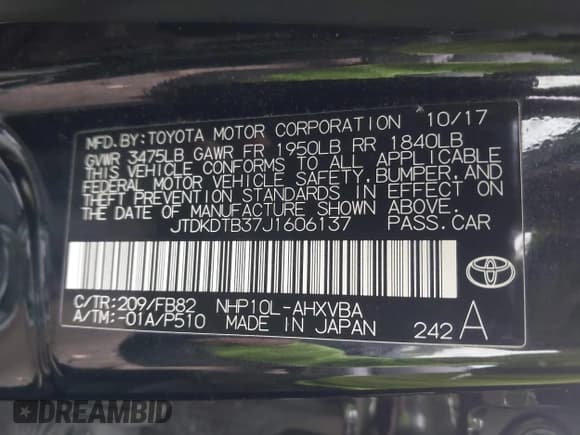 MFD.BY:TOYOTA MOTOR CORPORATION 10/17
GVWR 3475LB GAWR FR 1950LB RR 1840LB
THIS VEHICLE CONFORMS TO ALL APPLICABLE
FEDERAL MOTOR VEHICLE SAFETY,BUMPER,AND
THEFT PREVENTION STANDARDS IN EFFECT ON
THE DATE OF MANUFACTURE SHOWN ABOVE.
JTDKDTB37J1606137 PASS.CAR
C/TR:209/FB82 NHP10L-AHXVBA
A/TM:-01A/P510 MADE IN JAPAN 242 A
DREAMBID